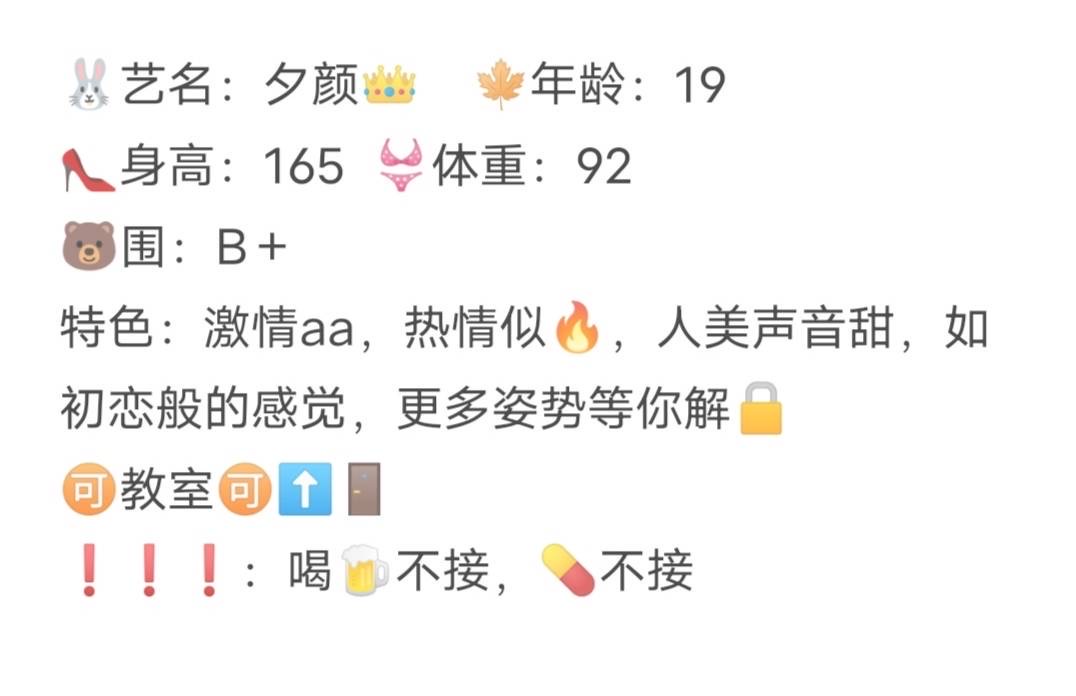 🐰艺名：夕颜👑 🍁年龄：19
👠身高：165 👙体重：92
🐻围：B+
特色：激情aa，热情似🔥，人美声音甜，如
初恋般的感觉，更多姿势等你解🔒
🉑教室🉑⬆️🚪
❗❗❗：喝🍺不接，💊不接